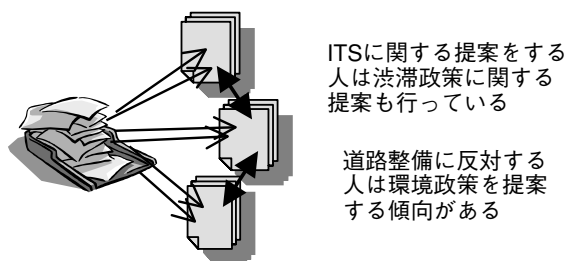 ITSに関する提案をする
人は渋滞政策に関する
提案も行っている
道路整備に反対する
人は環境政策を提案
する傾向がある